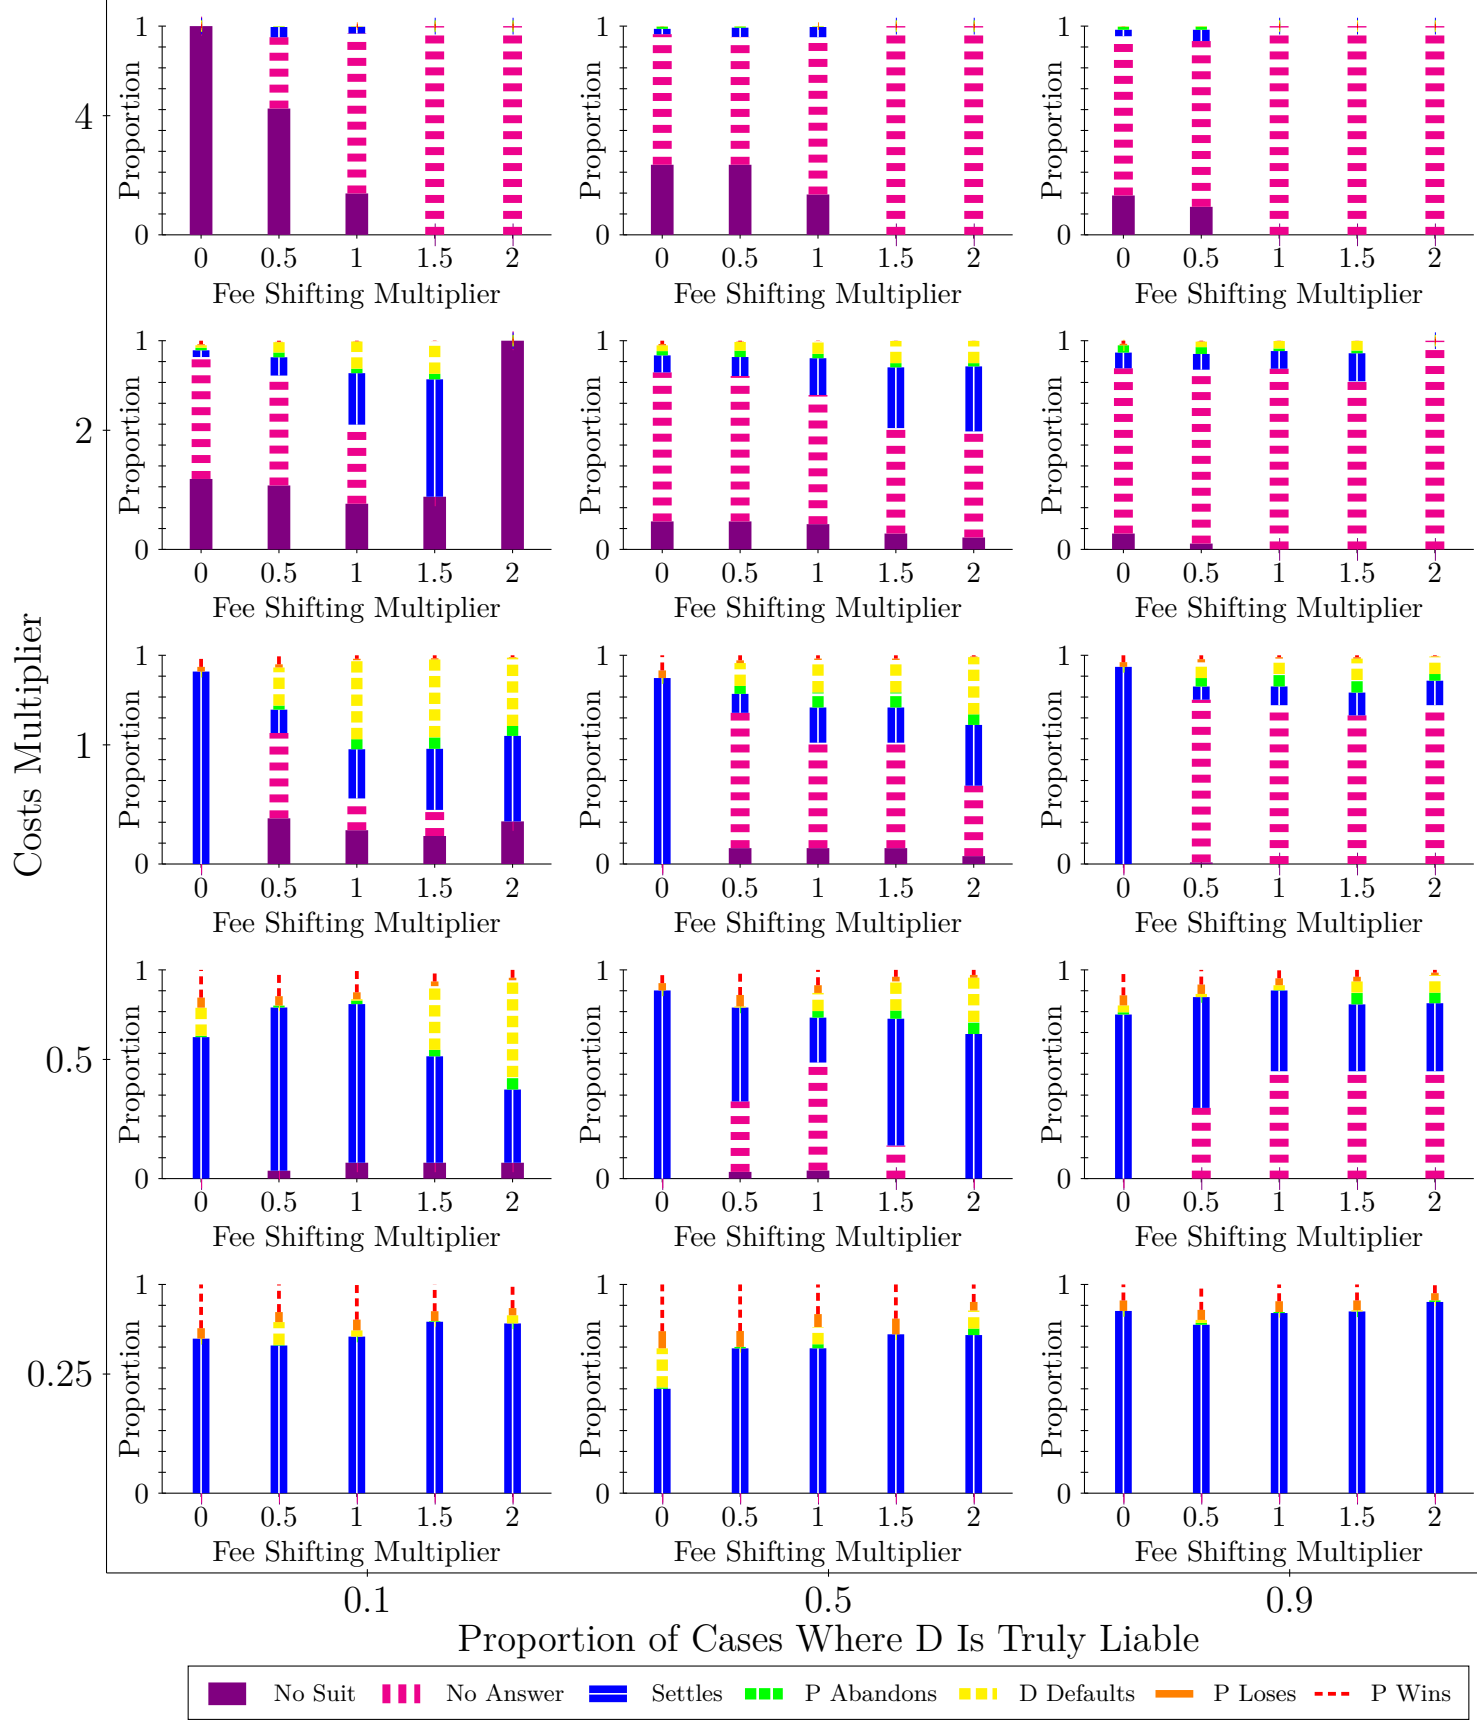 1 1 1
Proportion Proportion Proportion
4
0 0 0
0 0.5 1 1.5 2 0 0.5 1 1.5 2 0 0.5 1 1.5 2
Fee Shifting Multiplier Fee Shifting Multiplier Fee Shifting Multiplier
1 1 1
Proportion Proportion Proportion
2
0 0 0
0 0.5 1 1.5 2 0 0.5 1 1.5 2 0 0.5 1 1.5 2
Fee Shifting Multiplier Fee Shifting Multiplier Fee Shifting Multiplier
Costs Multiplier
1 1 1
Proportion Proportion Proportion
1
0 0 0
0 0.5 1 1.5 2 0 0.5 1 1.5 2 0 0.5 1 1.5 2
Fee Shifting Multiplier Fee Shifting Multiplier Fee Shifting Multiplier
1 1 1
Proportion Proportion Proportion
0.5
0 0 0
0 0.5 1 1.5 2 0 0.5 1 1.5 2 0 0.5 1 1.5 2
Fee Shifting Multiplier Fee Shifting Multiplier Fee Shifting Multiplier
1 1 1
Proportion Proportion Proportion
0.25
0 0 0
0 0.5 1 1.5 2 0 0.5 1 1.5 2 0 0.5 1 1.5 2
Fee Shifting Multiplier Fee Shifting Multiplier Fee Shifting Multiplier
0.1 0.5 0.9
Proportion of Cases Where D Is Truly Liable
No Suit No Answer Settles P Abandons D Defaults P Loses P Wins